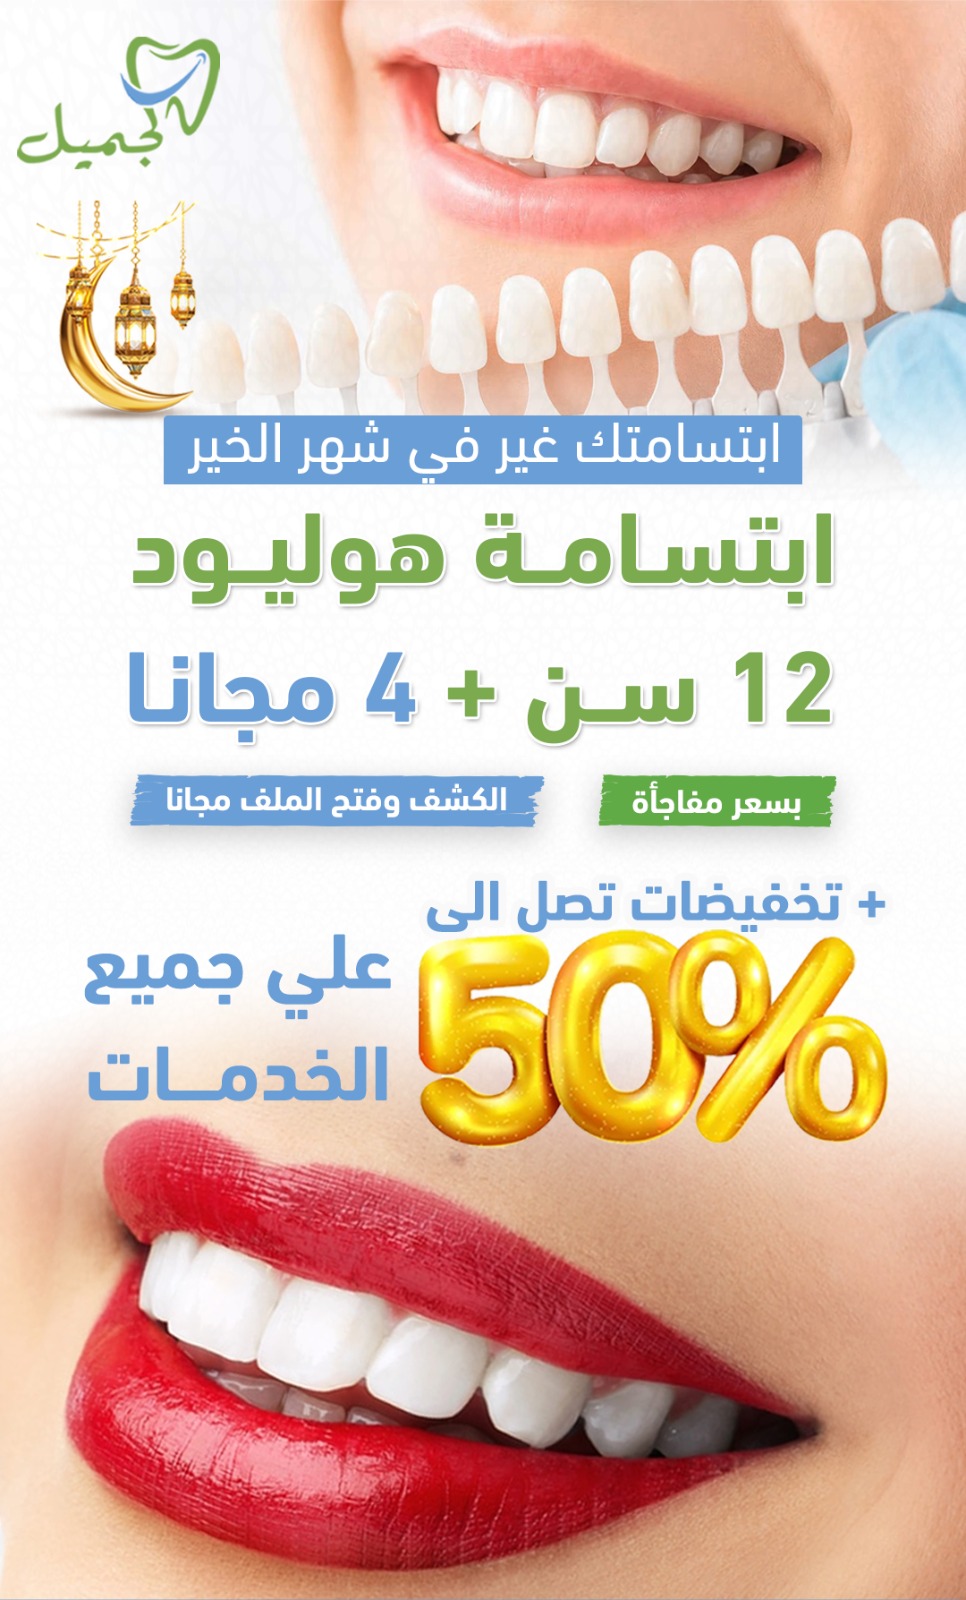 الجميل
ابتسامتك غير في شهر الخير
ابتسامة هوليود
12 سن + 4 مجانا
بسعر مفاجأة
الكشف وفتح الملف مجانا
+ تخفيضات تصل الى
50%
علي جميع
الخدمات